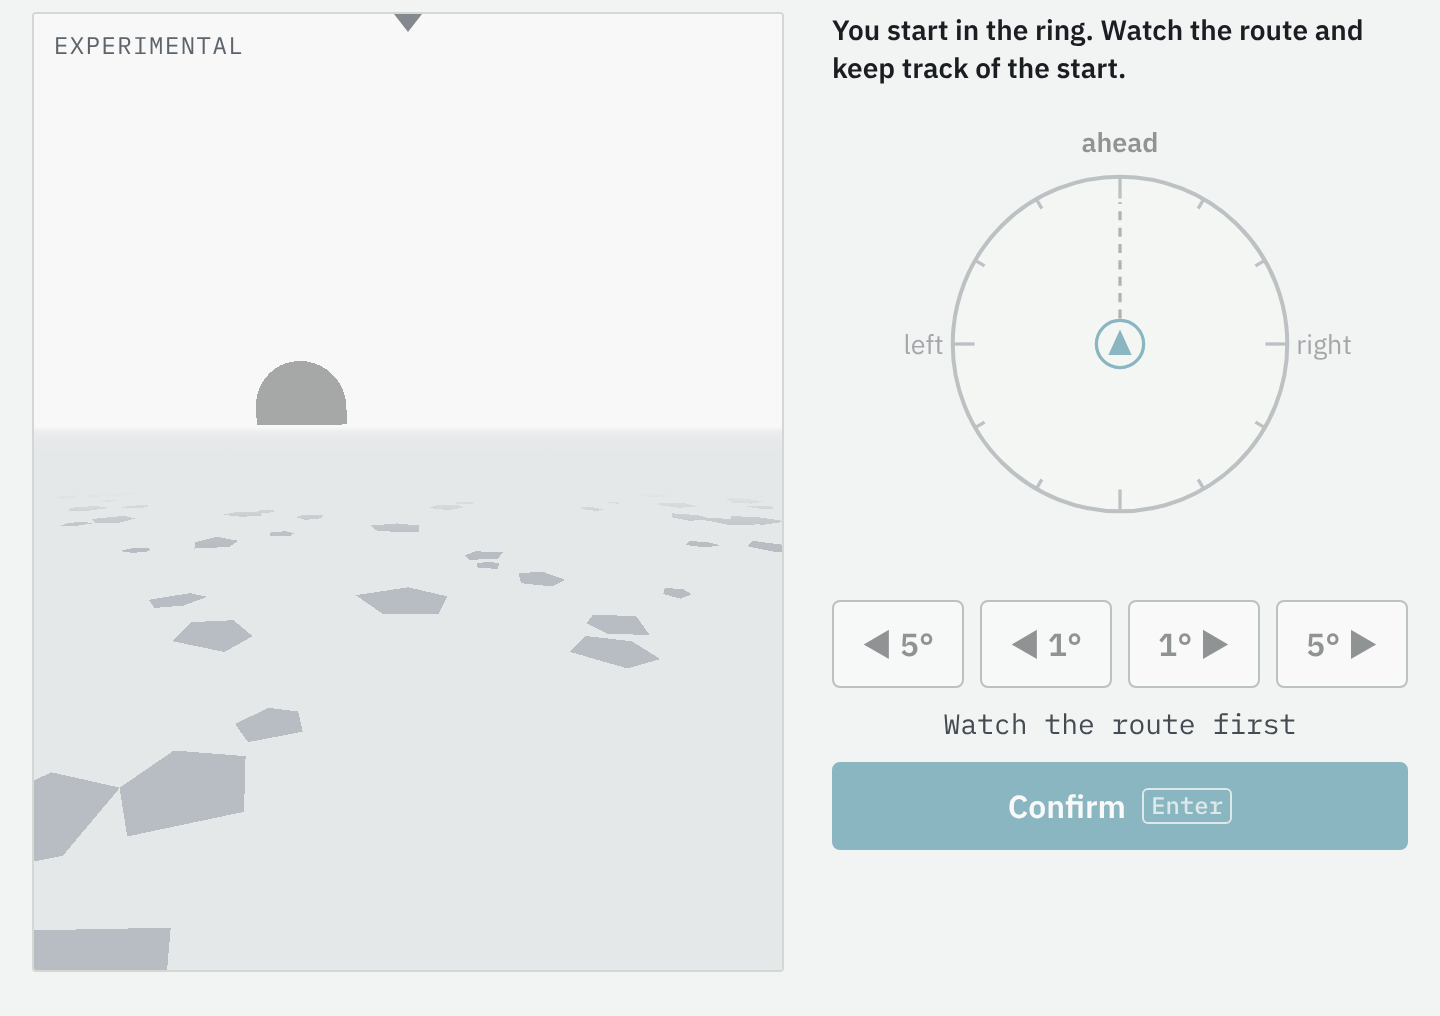 EXPERIMENTAL
You start in the ring. Watch the route and
keep track of the start.
ahead
left
right
5°
1°
1°
5°
Watch the route first
Confirm Enter